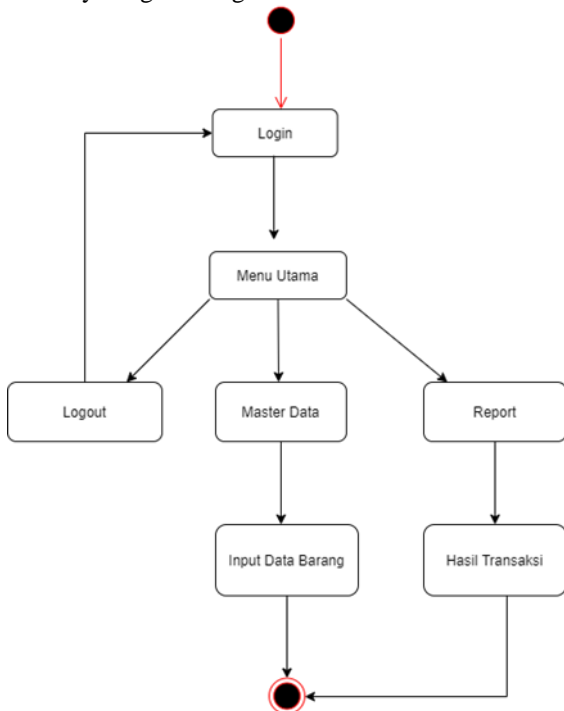 Login
Menu Utama
Logout
Master Data
Report
Input Data Barang
Hasil Transaksi